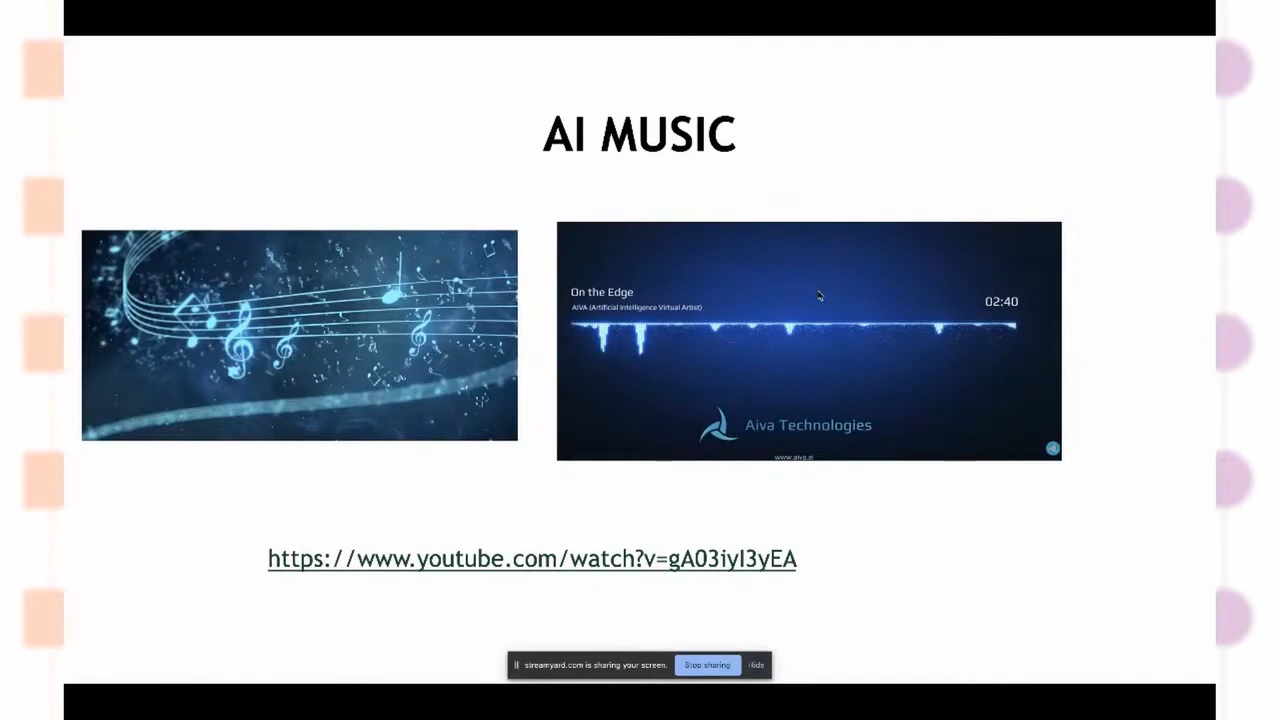 AI MUSIC
On the Edge
AIVA (Artificial Intelligence Virtual Artist)
02:40
Aiva Technologies
www.aiva.ai
https://www.youtube.com/watch?v=gA03iyI3yEA
streamyard.com is sharing your screen.
Stop sharing
Hide